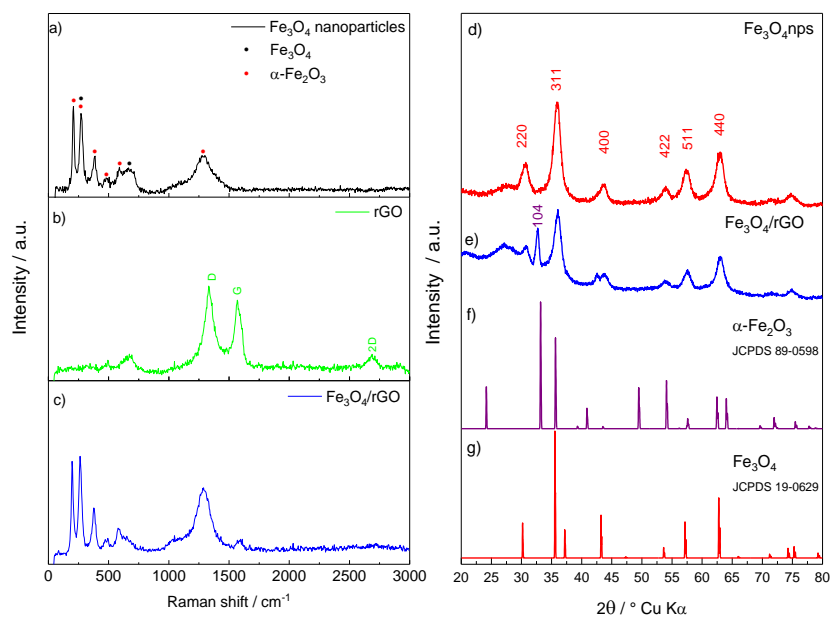 a)
Fe₃O₄ nanoparticles
Fe₃O₄
α-Fe₂O₃
b)
rGO
D
G
2D
c)
Fe₃O₄/rGO
Intensity / a.u.
0 500 1000 1500 2000 2500 3000
Raman shift / cm⁻¹
d)
Fe₃O₄nps
220
311
400
422
511
440
e)
104
Fe₃O₄/rGO
f)
α-Fe₂O₃
JCPDS 89-0598
g)
Fe₃O₄
JCPDS 19-0629
Intensity / a.u.
20 25 30 35 40 45 50 55 60 65 70 75 80
2θ / ° Cu Kα